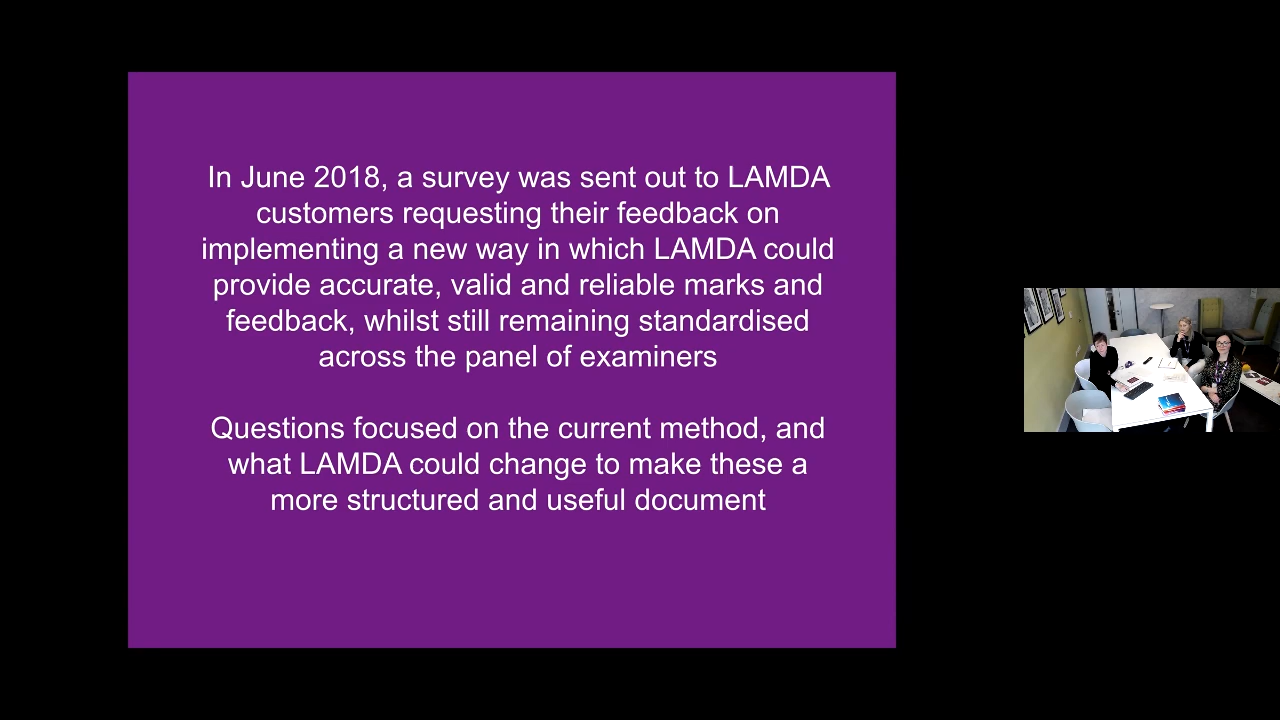 In June 2018, a survey was sent out to LAMDA
customers requesting their feedback on
implementing a new way in which LAMDA could
provide accurate, valid and reliable marks and
feedback, whilst still remaining standardised
across the panel of examiners
Questions focused on the current method, and
what LAMDA could change to make these a
more structured and useful document